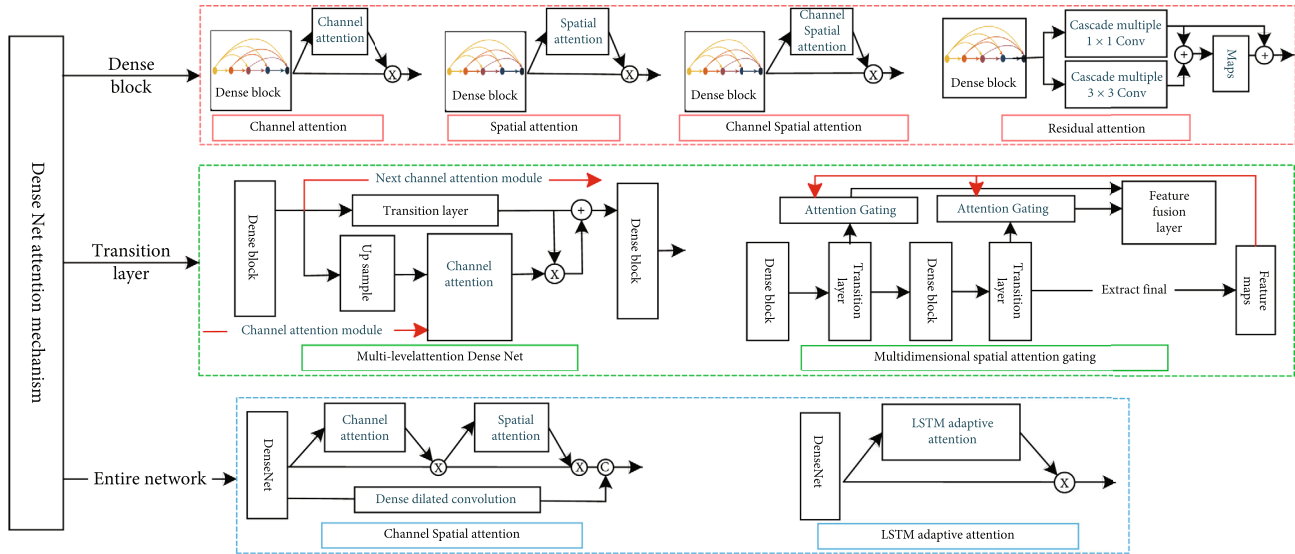 Dense Net attention mechanism
Dense
block
Channel
attention
X
Dense block
Channel attention
Spatial
attention
X
Dense block
Spatial attention
Channel
Spatial
attention
X
Dense block
Channel Spatial attention
Dense block
Cascade multiple
1 × 1 Conv
Cascade multiple
3 × 3 Conv
+
Maps
+
Residual attention
Transition
layer
Dense block
Next channel attention module
Transition layer
+
Up sample
Channel
attention
X
Dense block
Channel attention module
Multi-levelattention Dense Net
Attention Gating
Attention Gating
Feature
fusion
layer
Dense block
Transition
layer
Dense block
Transition
layer
Extract final
Feature
maps
Multidimensional spatial attention gating
Entire network
DenseNet
Channel
attention
X
Spatial
attention
X
C
Dense dilated convolution
Channel Spatial attention
DenseNet
LSTM adaptive
attention
X
LSTM adaptive attention